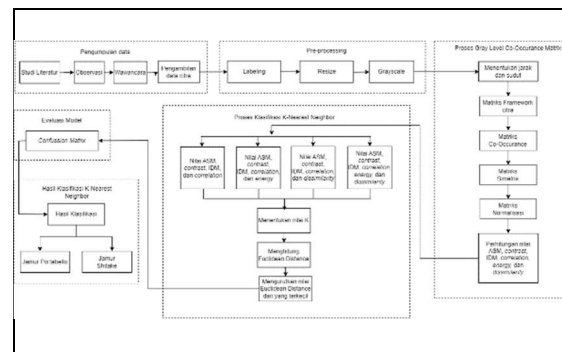 Pengumpulan data
Studi Literatur
Observasi
Wawancara
Pengambilan
data citra
Pre-processing
Labeling
Resize
Grayscale
Proses Gray Level Co-Occurance Matrix
Menentukan jarak
dan sudut
Matriks Framework
citra
Matriks
Co-Occurance
Matriks
Simetris
Matriks
Normalisasi
Perhitungan nilai
ASM, contrast,
IDM, correlation,
energy, dan
dissimilarity
Proses Klasifikasi K-Nearest Neighbor
Nilai ASM,
contrast, IDM,
and correlation
Nilai ASM,
contrast, IDM,
correlation,
and energy
Nilai ASM,
contrast, IDM,
correlation,
and dissimilarity
Nilai ASM,
contrast,
IDM, correlation
energy, dan
dissimilarity
Menentukan nilai K
Menghitung
Euclidean Distance
Mengurutkan nilai
Euclidean Distance
dari yang terkecil
Evaluasi Model
Confussion Matrix
Hasil Klasifikasi K-Nearest
Neighbor
Hasil Klasifikasi
Jamur Portabello
Jamur
Shitake